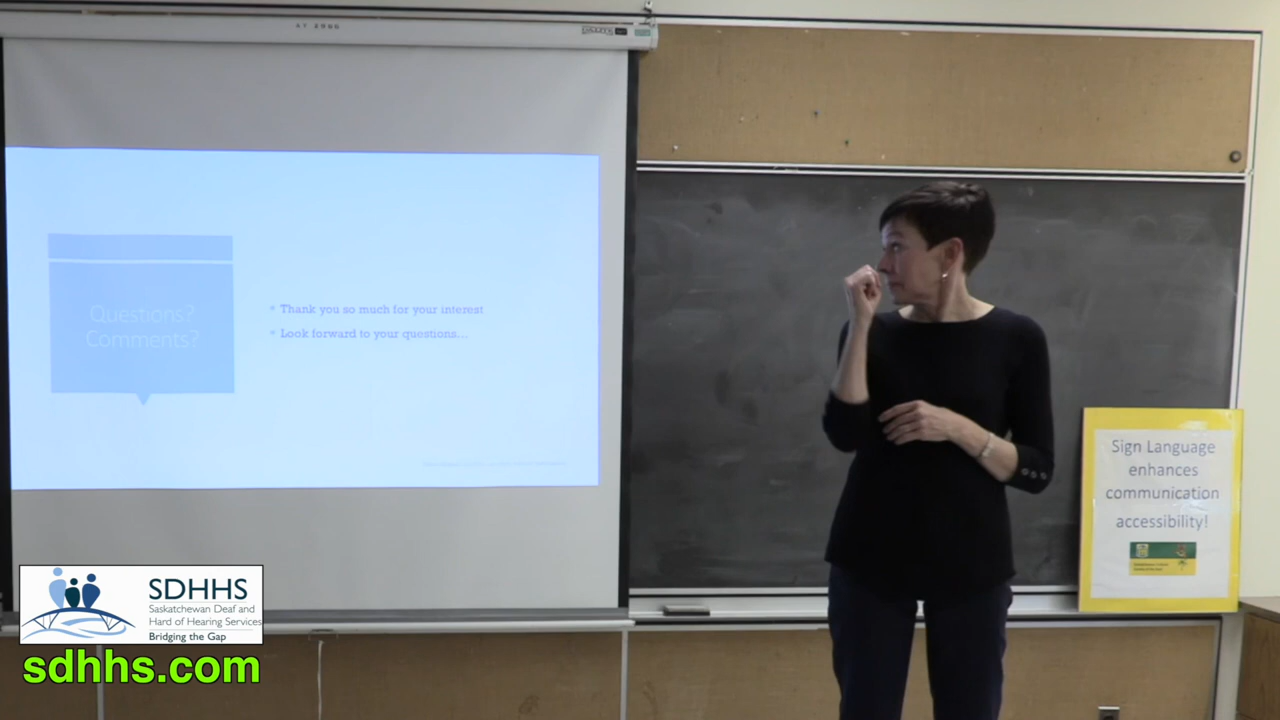 Questions?
Comments?
Thank you so much for your interest
Look forward to your questions...
Sign Language
enhances
communication
accessibility!
SDHHS
Saskatchewan Deaf and
Hard of Hearing Services
Bridging the Gap
sdhhs.com